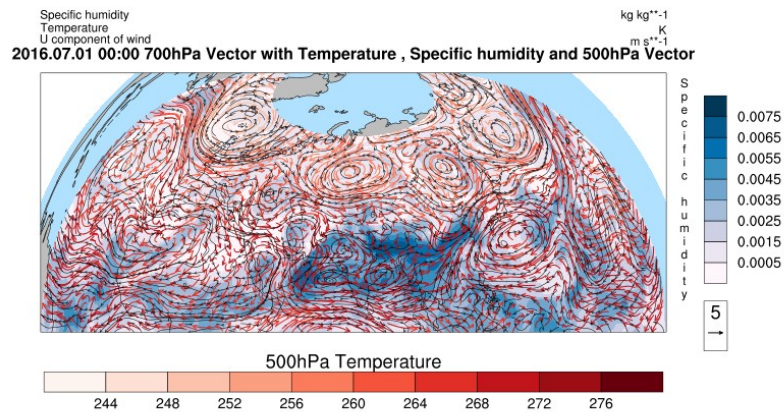 Specific humidity
Temperature
U component of wind
kg kg**-1
K
m s**-1
2016.07.01 00:00 700hPa Vector with Temperature , Specific humidity and 500hPa Vector
Specific humidity
0.0075
0.0065
0.0055
0.0045
0.0035
0.0025
0.0015
0.0005
5
500hPa Temperature
244 248 252 256 260 264 268 272 276